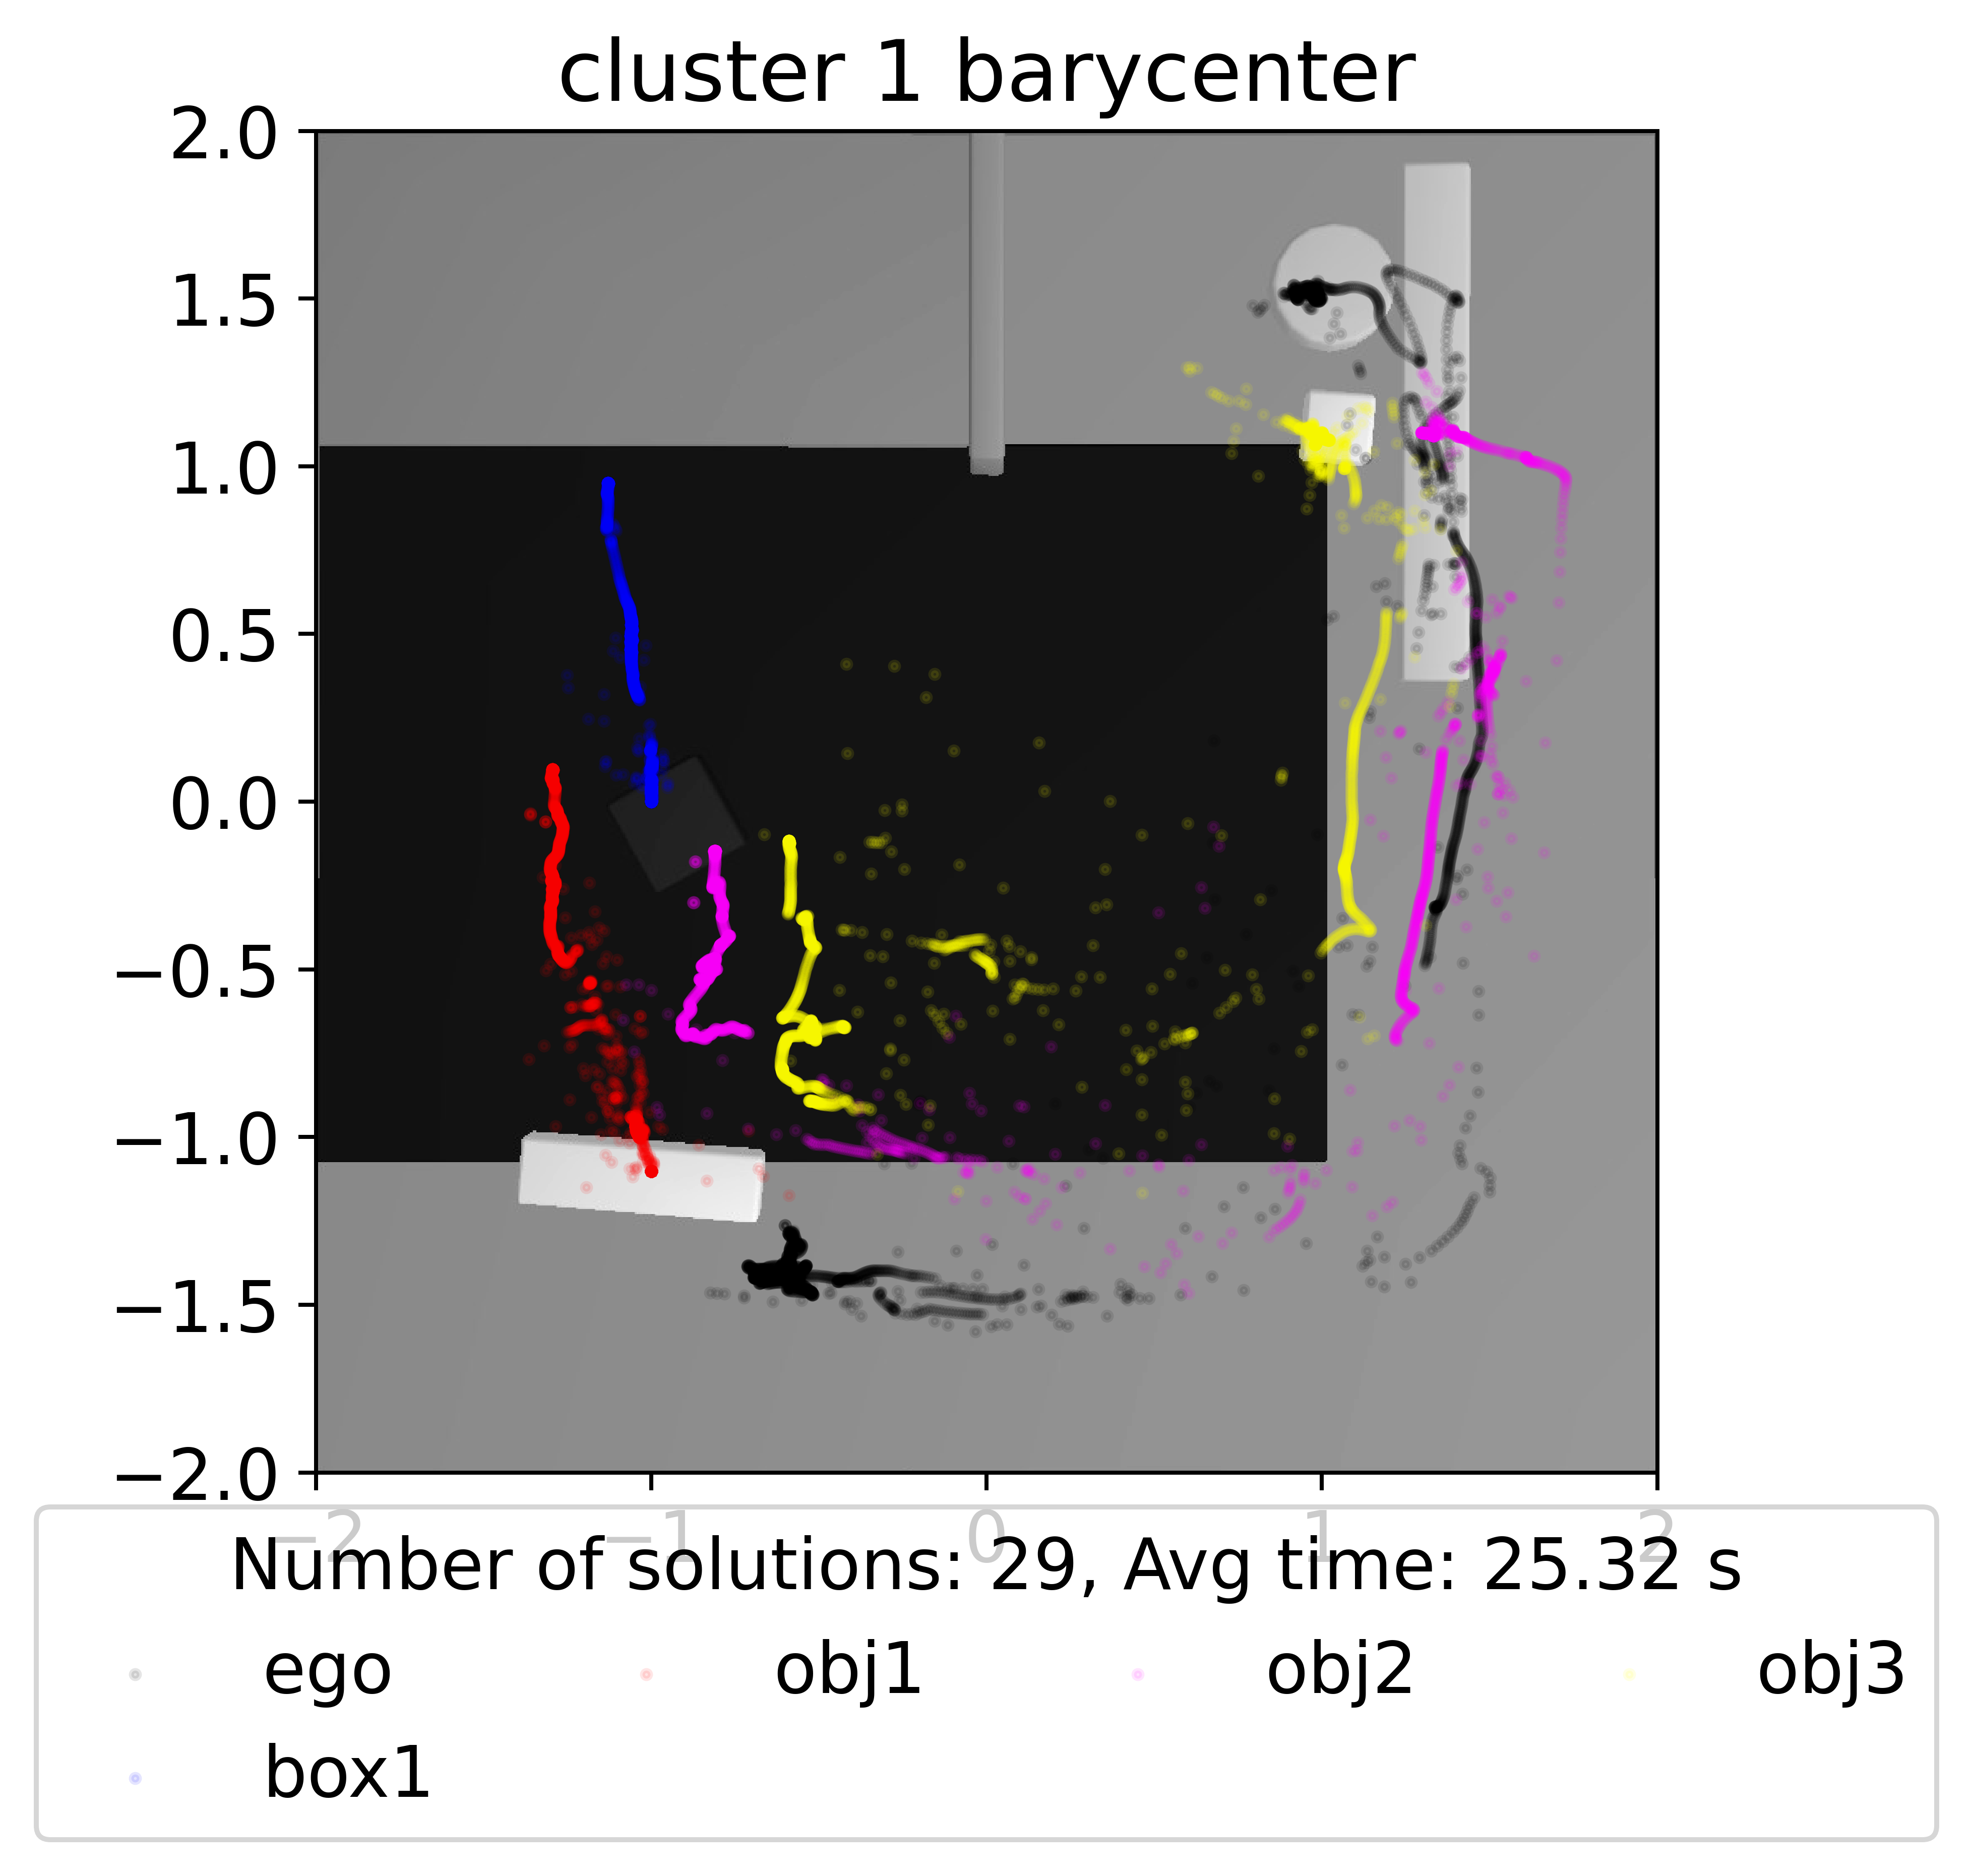 cluster 1 barycenter
2.0
1.5
1.0
0.5
0.0
−0.5
−1.0
−1.5
−2.0
−2 −1 0 1 2
Number of solutions: 29, Avg time: 25.32 s
ego obj1 obj2 obj3
box1